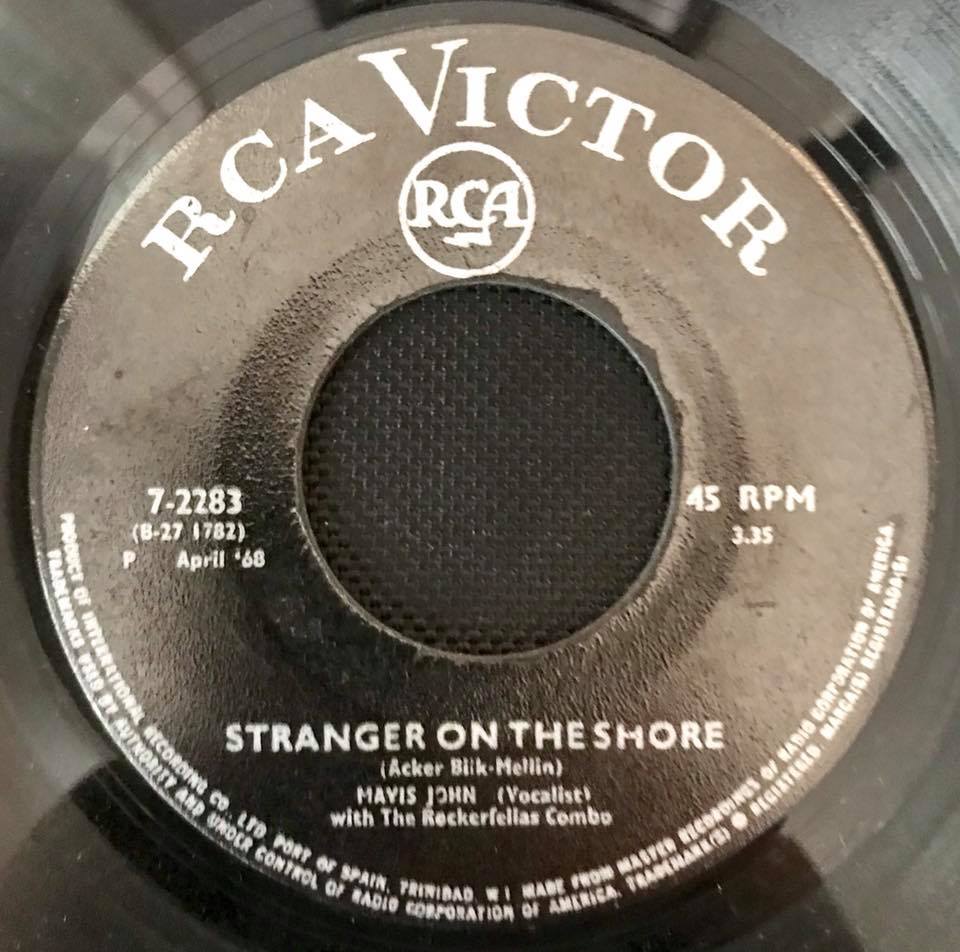 RCA VICTOR
RCA
7-2283
(B-27 1782)
P April '68
45 RPM
3.35
STRANGER ON THE SHORE
(Acker Bilk-Mellin)
MAVIS JOHN (Vocalist)
with The Rockerfellas Combo
PRODUCT OF INTERNATIONAL RECORDING CO. LTD PORT OF SPAIN, TRINIDAD, W I MADE FROM MASTER RECORDINGS OF RADIO CORPORATION OF AMERICA.
TRADEMARKS USED BY AUTHORITY AND UNDER CONTROL OF RADIO CORPORATION OF AMERICA, TRADEMARK(S) ® REGISTERED MARCA(S) REGISTRADA(S)